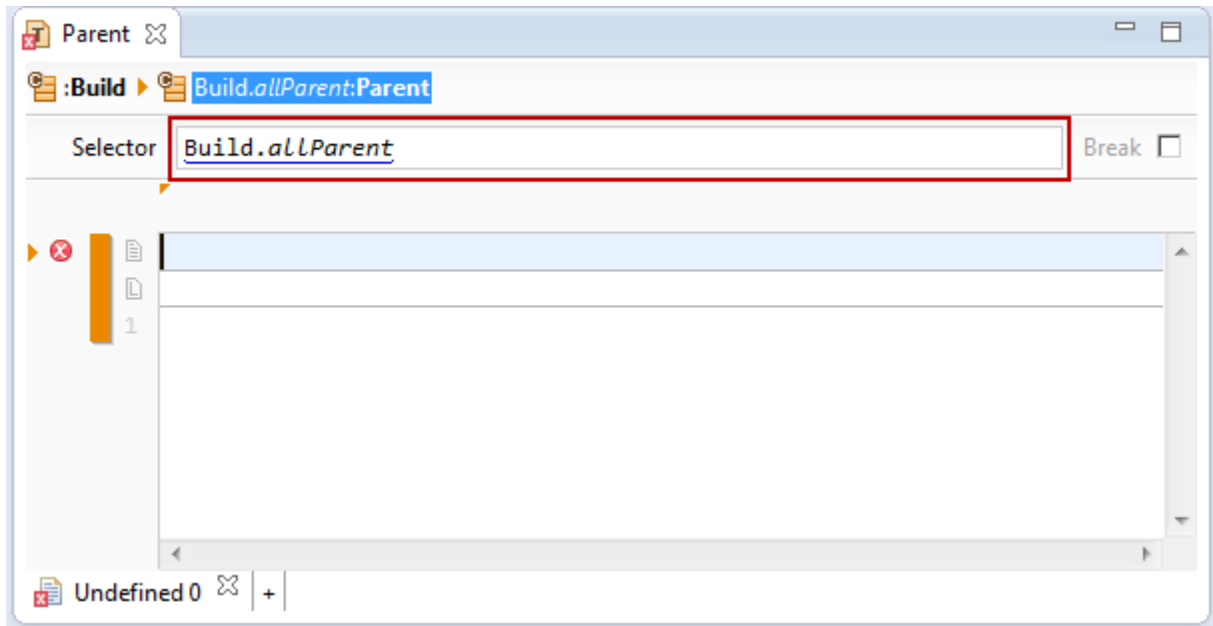 Parent
:Build Build.allParent:Parent
Selector Build.allParent Break
1
Undefined 0 +